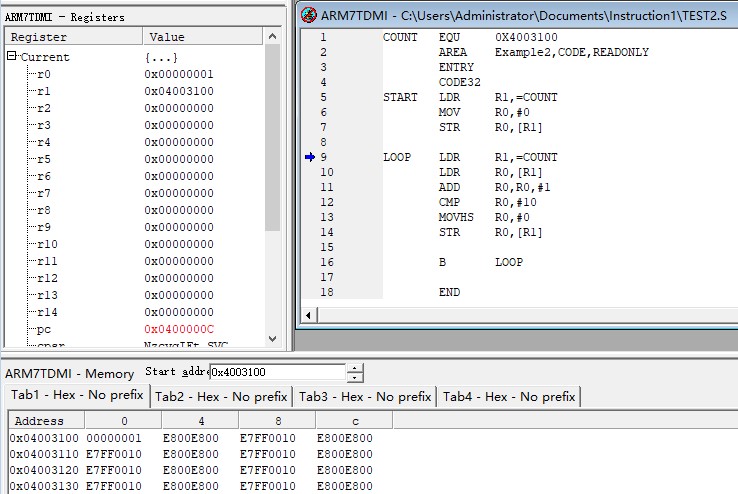 ARM7TDMI - Registers
Register Value
Current {...}
r0 0x00000001
r1 0x04003100
r2 0x00000000
r3 0x00000000
r4 0x00000000
r5 0x00000000
r6 0x00000000
r7 0x00000000
r8 0x00000000
r9 0x00000000
r10 0x00000000
r11 0x00000000
r12 0x00000000
r13 0x00000000
r14 0x00000000
pc 0x0400000C
cpsr NzcvqIFt_SVC
ARM7TDMI - C:\Users\Administrator\Documents\Instruction1\TEST2.S
1 COUNT EQU 0X4003100
2 AREA Example2,CODE,READONLY
3 ENTRY
4 CODE32
5 START LDR R1,=COUNT
6 MOV R0,#0
7 STR R0,[R1]
8
9 LOOP LDR R1,=COUNT
10 LDR R0,[R1]
11 ADD R0,R0,#1
12 CMP R0,#10
13 MOVHS R0,#0
14 STR R0,[R1]
15
16 B LOOP
17
18 END
ARM7TDMI - Memory Start addre 0x4003100
Tab1 - Hex - No prefix Tab2 - Hex - No prefix Tab3 - Hex - No prefix Tab4 - Hex - No prefix
Address 0 4 8 c
0x04003100 00000001 E800E800 E7FF0010 E800E800
0x04003110 E7FF0010 E800E800 E7FF0010 E800E800
0x04003120 E7FF0010 E800E800 E7FF0010 E800E800
0x04003130 E7FF0010 E800E800 E7FF0010 E800E800